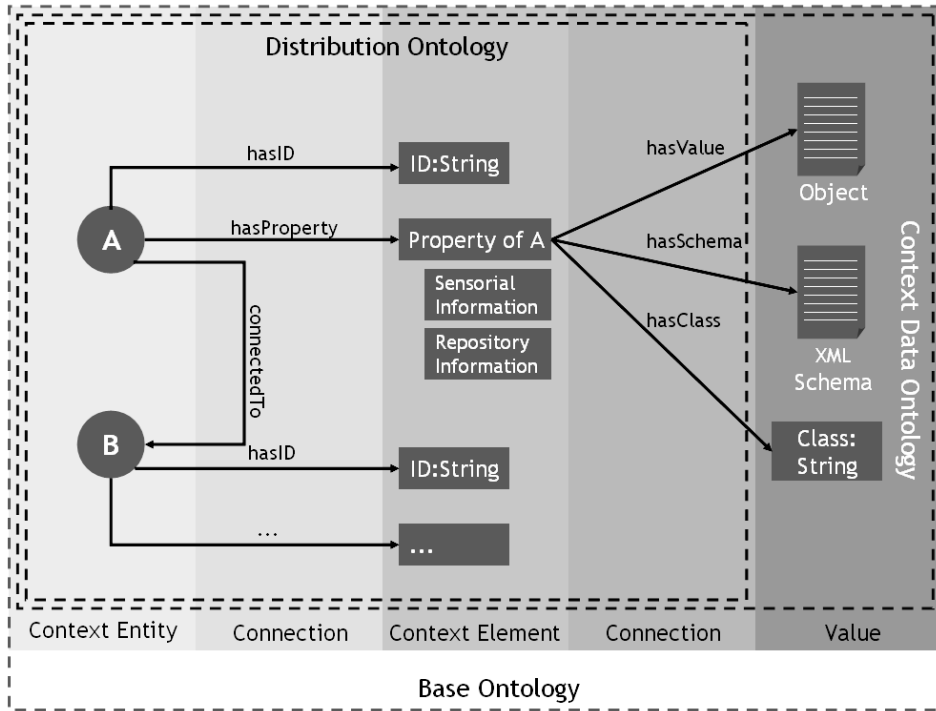 Distribution Ontology
hasID
ID:String
hasValue
Object
A
hasProperty
Property of A
hasSchema
Sensorial
Information
Repository
Information
hasClass
XML
Schema
connectedTo
Context Data Ontology
B
hasID
ID:String
Class:
String
...
...
Context Entity
Connection
Context Element
Connection
Value
Base Ontology